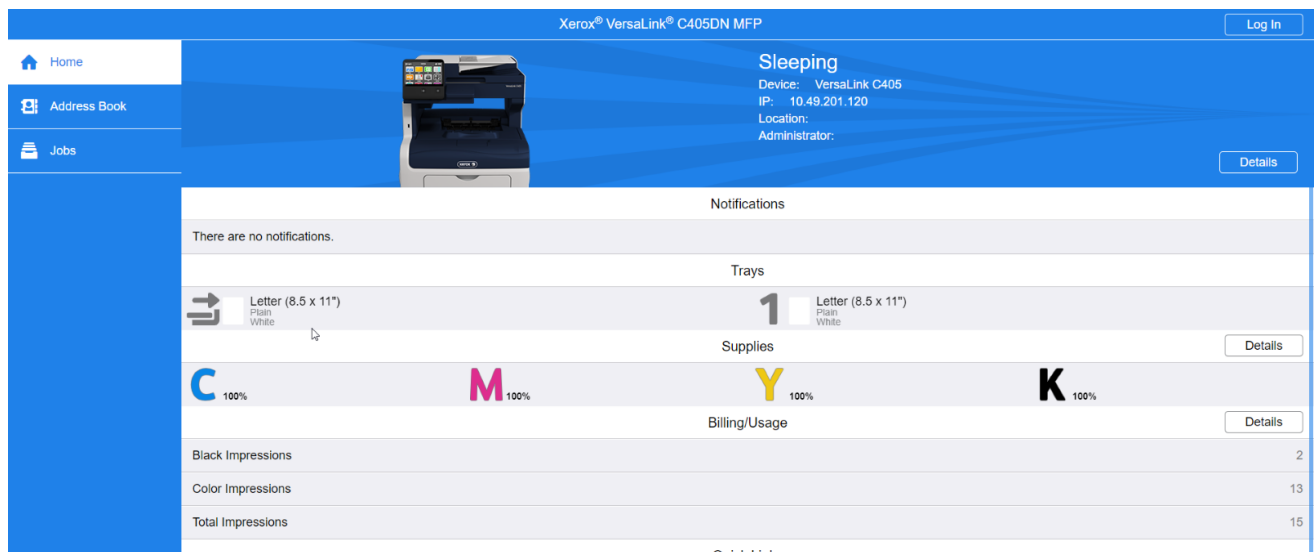 Xerox® VersaLink® C405DN MFP
Log In
Home
Address Book
Jobs
Sleeping
Device: VersaLink C405
IP: 10.49.201.120
Location:
Administrator:
Details
Notifications
There are no notifications.
Trays
Letter (8.5 x 11")
Plain
White
1
Letter (8.5 x 11")
Plain
White
Supplies
Details
C 100%
M 100%
Y 100%
K 100%
Billing/Usage
Details
Black Impressions 2
Color Impressions 13
Total Impressions 15